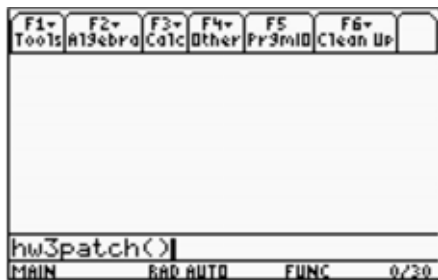 F1▾ F2▾ F3▾ F4▾ F5 F6▾
Tools Algebra Calc Other PrgmIO Clean Up
hw3patch()
MAIN RAD AUTO FUNC 0/30